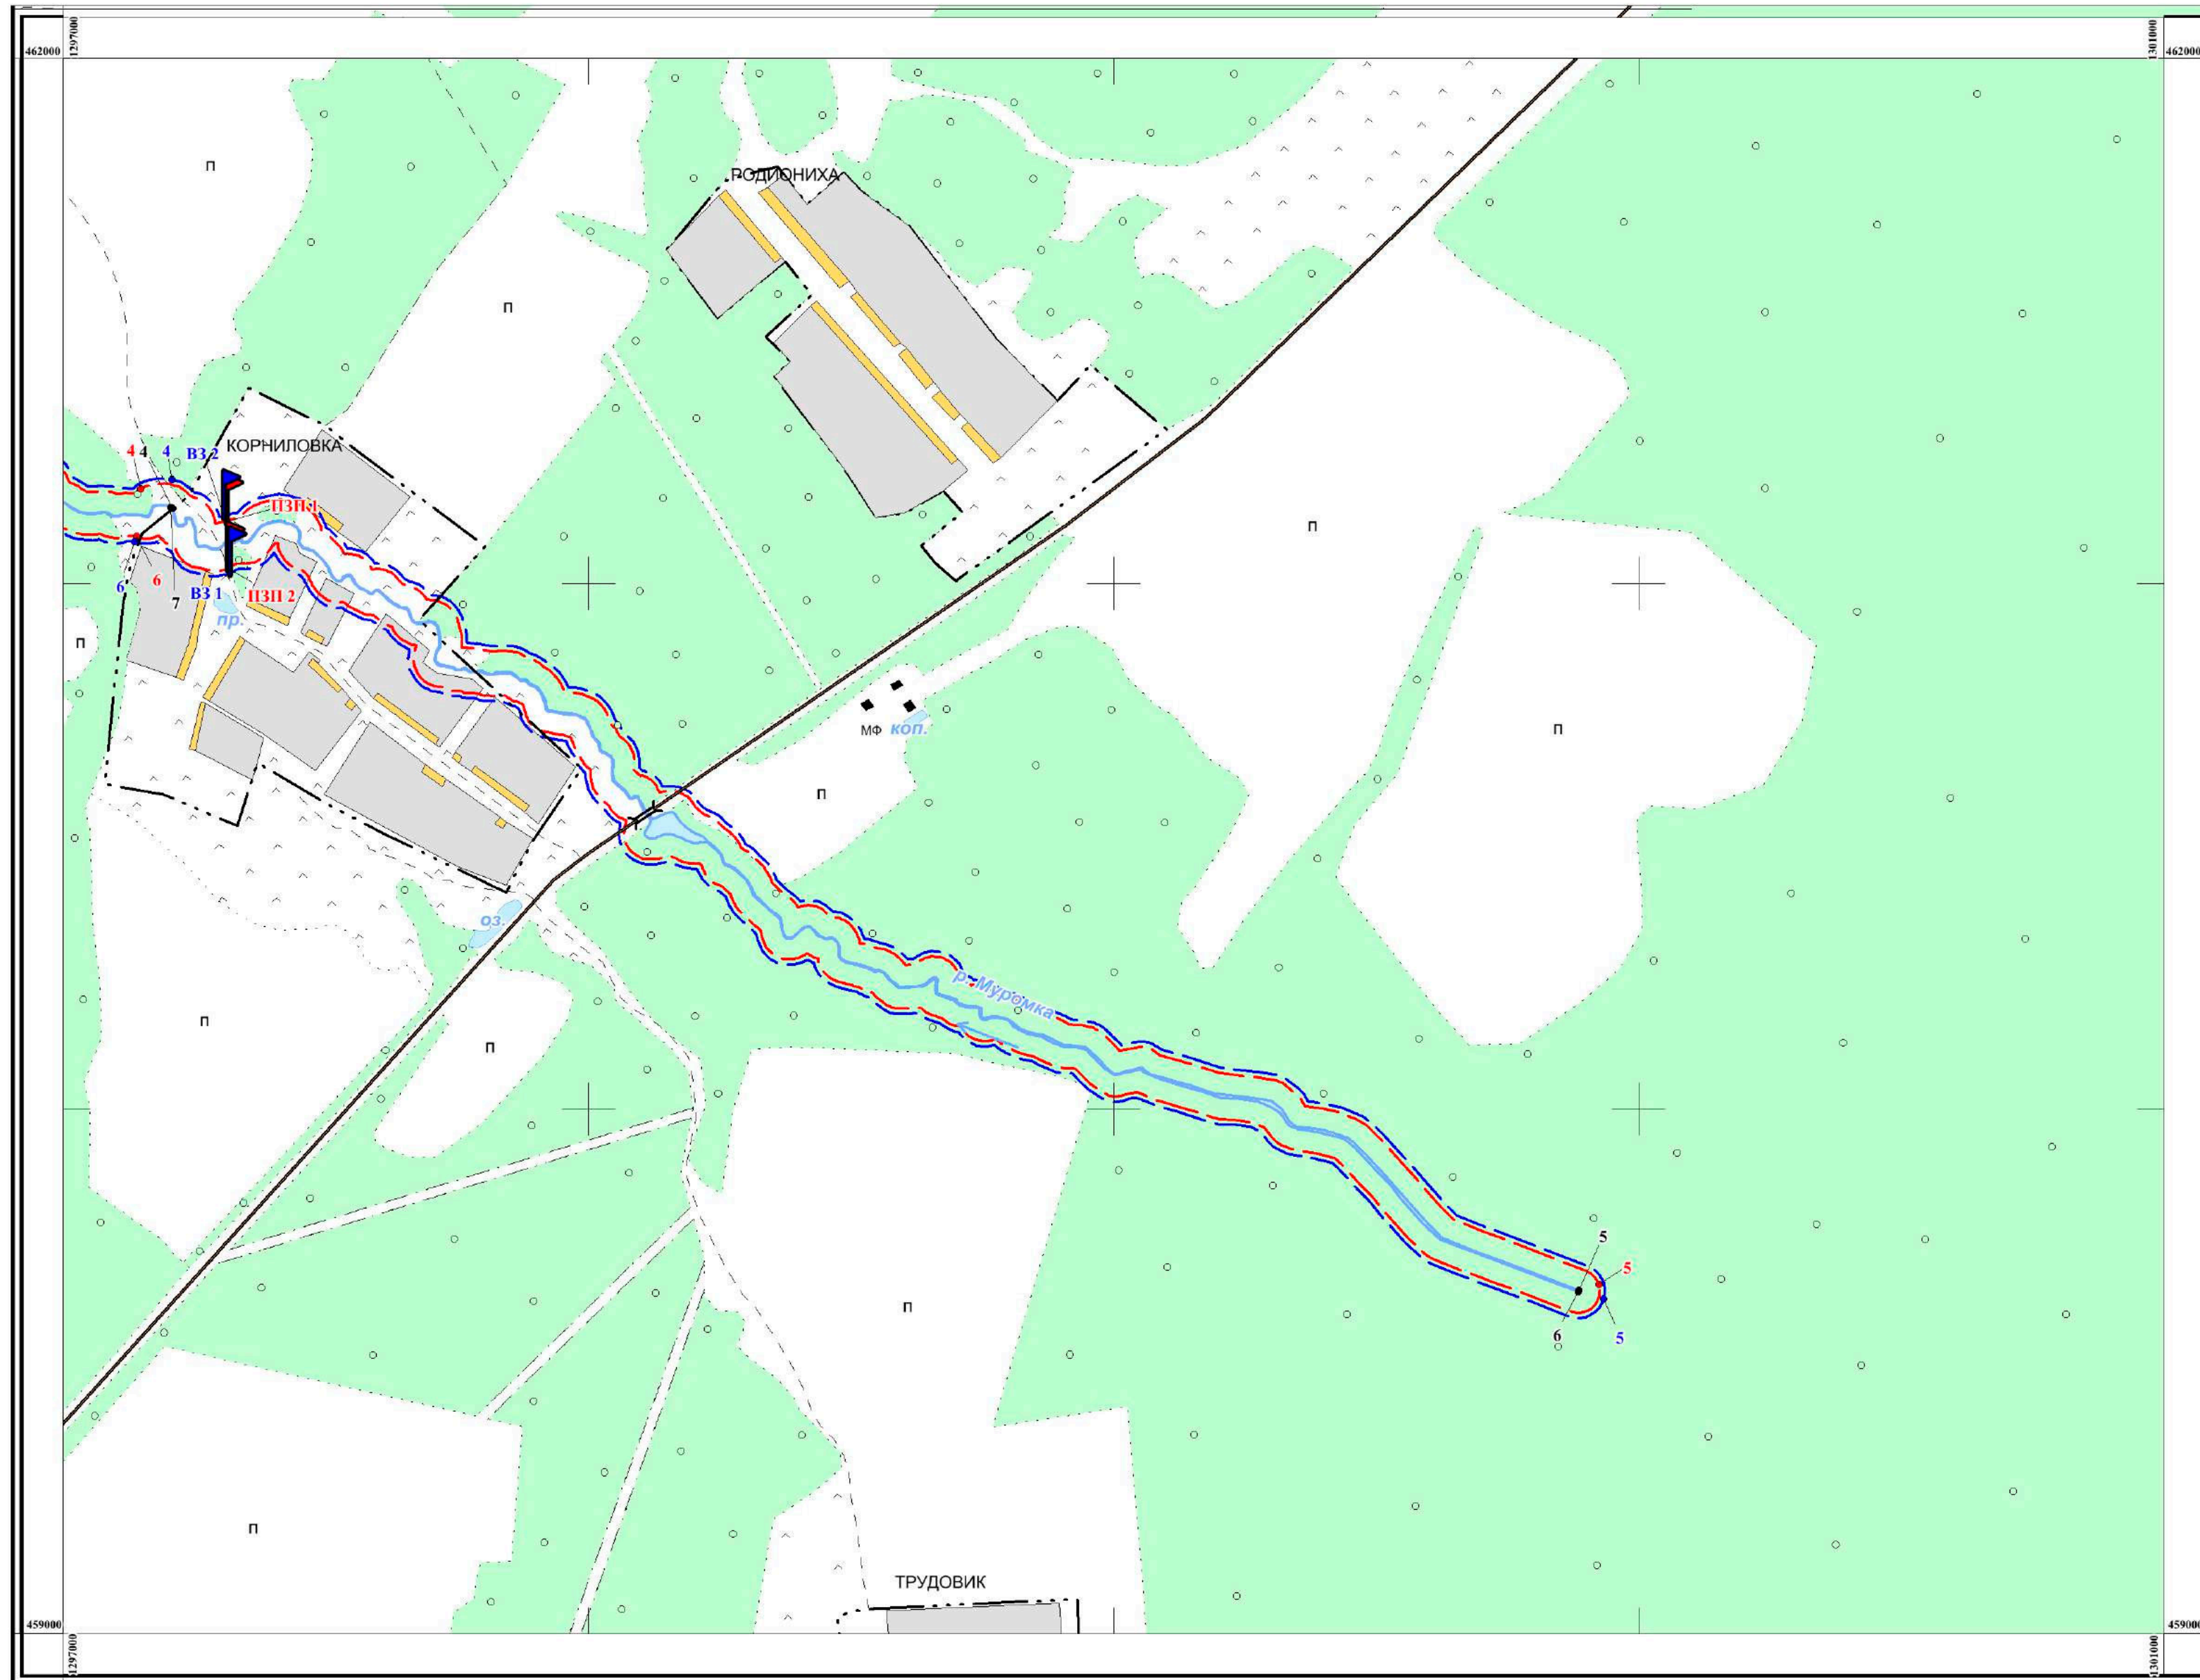 462000
1297000
1301000
462000
П
РОДИОНИХА
П
4
4
4
ВЗ 2
КОРНИЛОВКА
ПЗП 1
П
6
6
7
ВЗ 1
ПЗП 2
пр.
П
МФ
коп.
П
П
оз.
р. Муромка
П
П
5
5
6
5
П
П
ТРУДОВИК
459000
1297000
1301000
459000